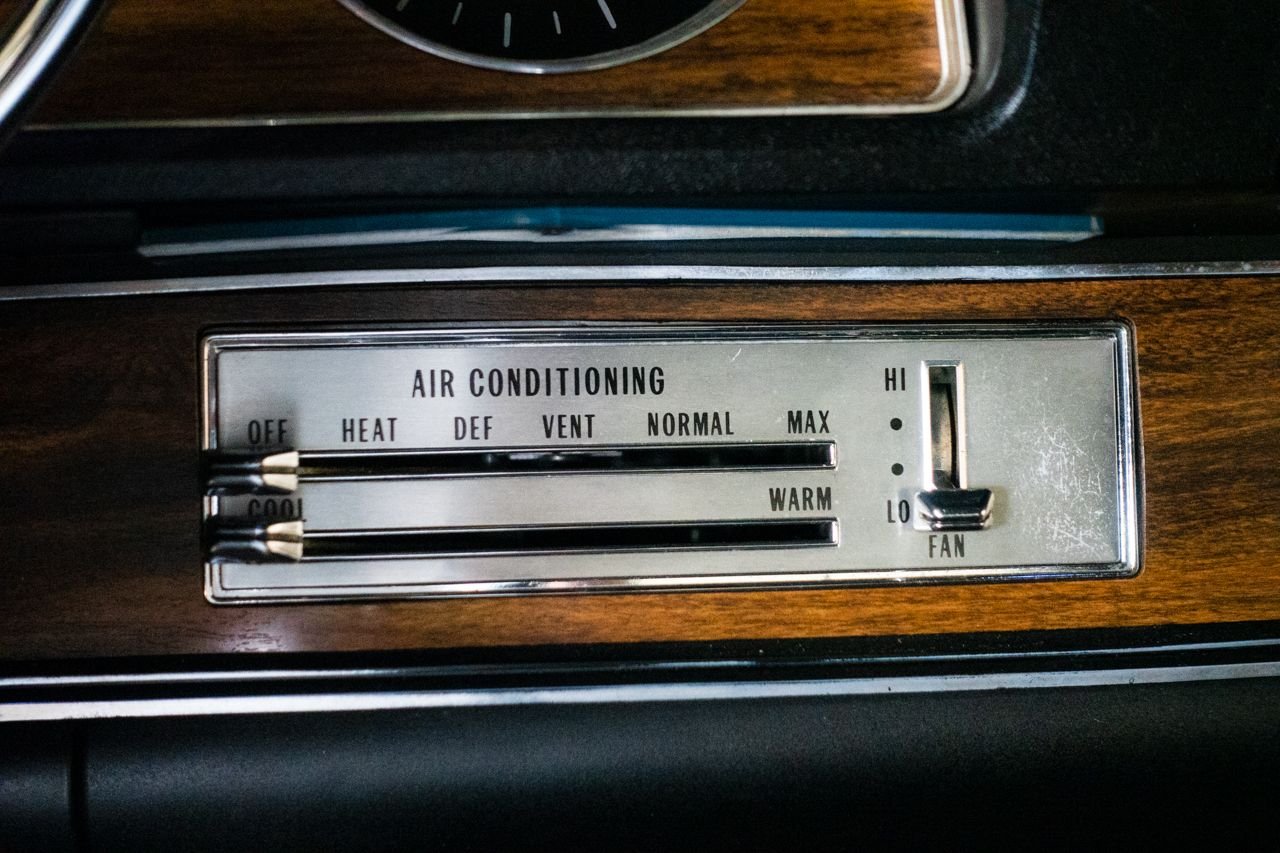 AIR CONDITIONING
OFF HEAT DEF VENT NORMAL MAX
COOL WARM
HI
LO
FAN